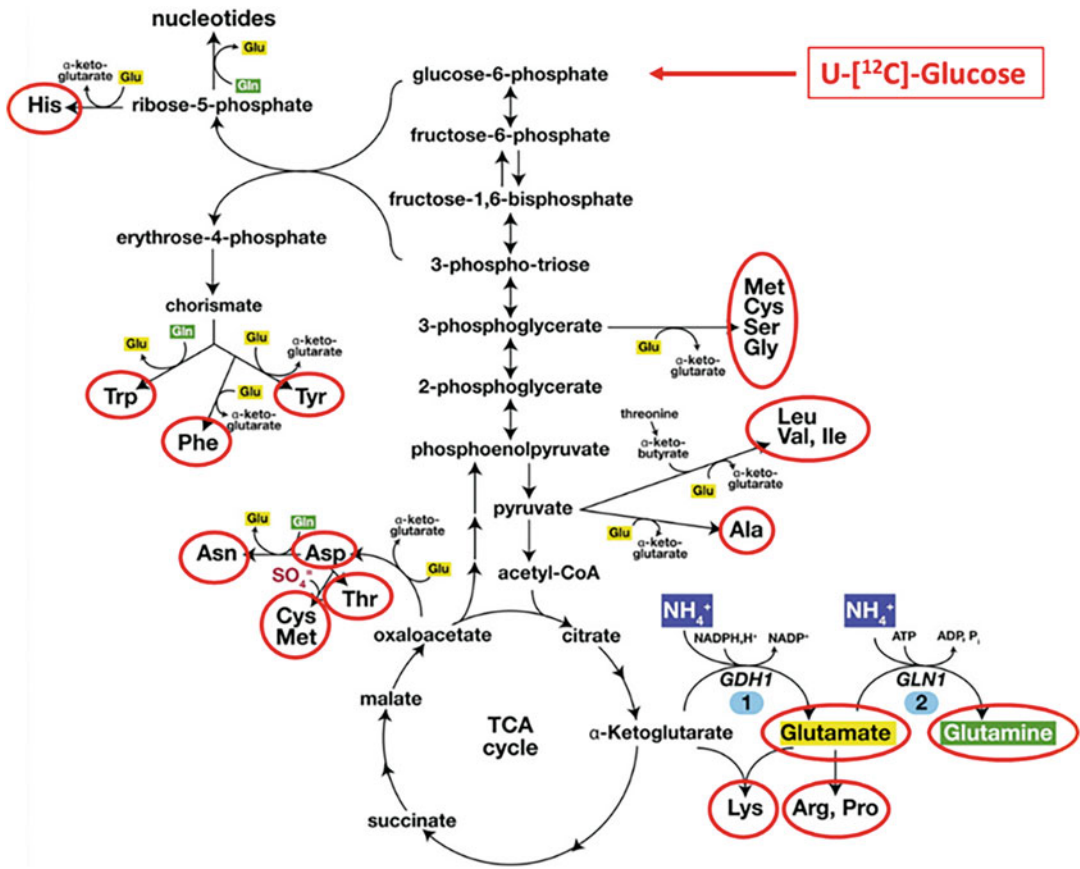 nucleotides
Glu
Gln
α-keto-
glutarate
Glu
His
ribose-5-phosphate
glucose-6-phosphate
U-[¹²C]-Glucose
fructose-6-phosphate
fructose-1,6-bisphosphate
erythrose-4-phosphate
3-phospho-triose
chorismate
Glu
Gln
Glu
α-keto-
glutarate
Trp
Glu
α-keto-
glutarate
Tyr
Phe
3-phosphoglycerate
Glu
α-keto-
glutarate
Met
Cys
Ser
Gly
2-phosphoglycerate
phosphoenolpyruvate
threonine
α-keto-
butyrate
Glu
α-keto-
glutarate
Leu
Val, Ile
pyruvate
Glu
α-keto-
glutarate
Ala
acetyl-CoA
Glu
Gln
α-keto-
glutarate
Glu
Asn
Asp
SO₄⁼
Thr
Cys
Met
oxaloacetate
citrate
malate
TCA
cycle
succinate
α-Ketoglutarate
NH₄⁺
NADPH,H⁺
NADP⁺
GDH1
1
Glutamate
NH₄⁺
ATP
ADP, Pᵢ
GLN1
2
Glutamine
Lys
Arg, Pro